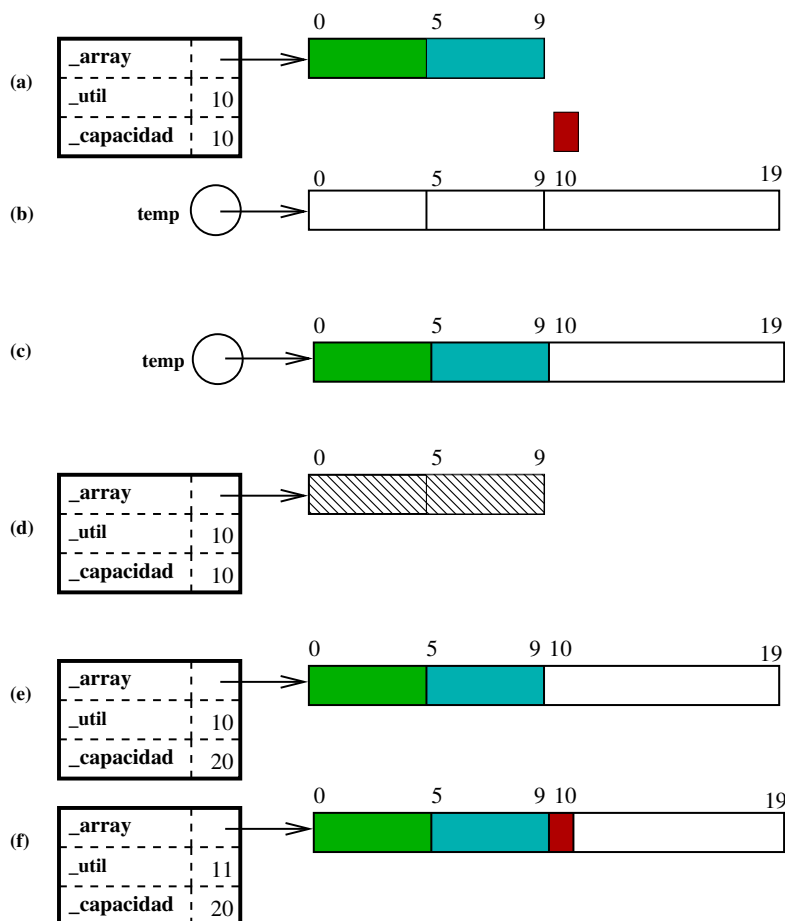 0 5 9
(a)
_array
_util 10
_capacidad 10
0 5 9 10 19
(b) temp
0 5 9 10 19
(c) temp
0 5 9
(d)
_array
_util 10
_capacidad 10
0 5 9 10 19
(e)
_array
_util 10
_capacidad 20
0 5 9 10 19
(f)
_array
_util 11
_capacidad 20